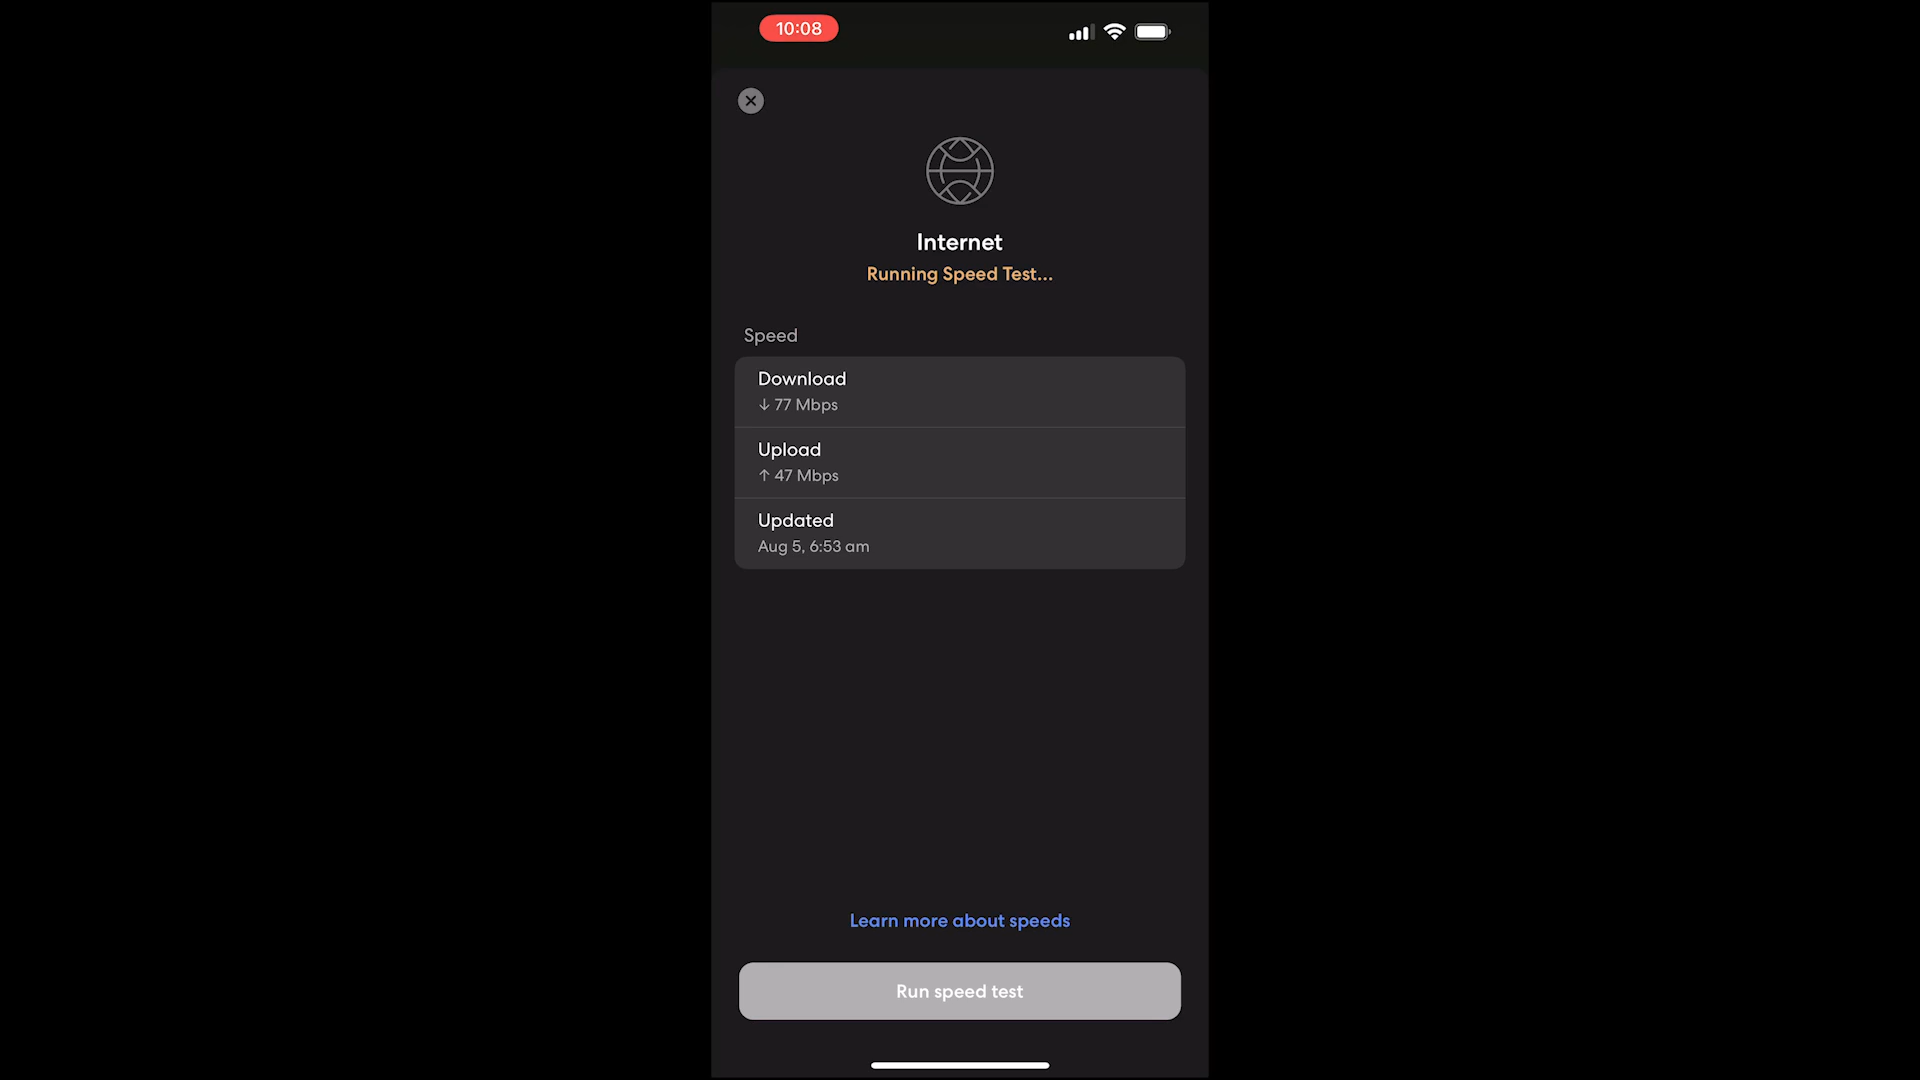 10:08
Internet
Running Speed Test...
Speed
Download
↓ 77 Mbps
Upload
↑ 47 Mbps
Updated
Aug 5, 6:53 am
Learn more about speeds
Run speed test